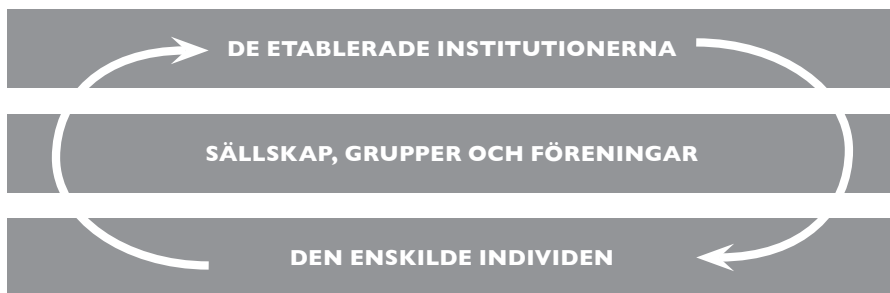 DE ETABLERADE INSTITUTIONERNA
SÄLLSKAP, GRUPPER OCH FÖRENINGAR
DEN ENSKILDE INDIVIDEN